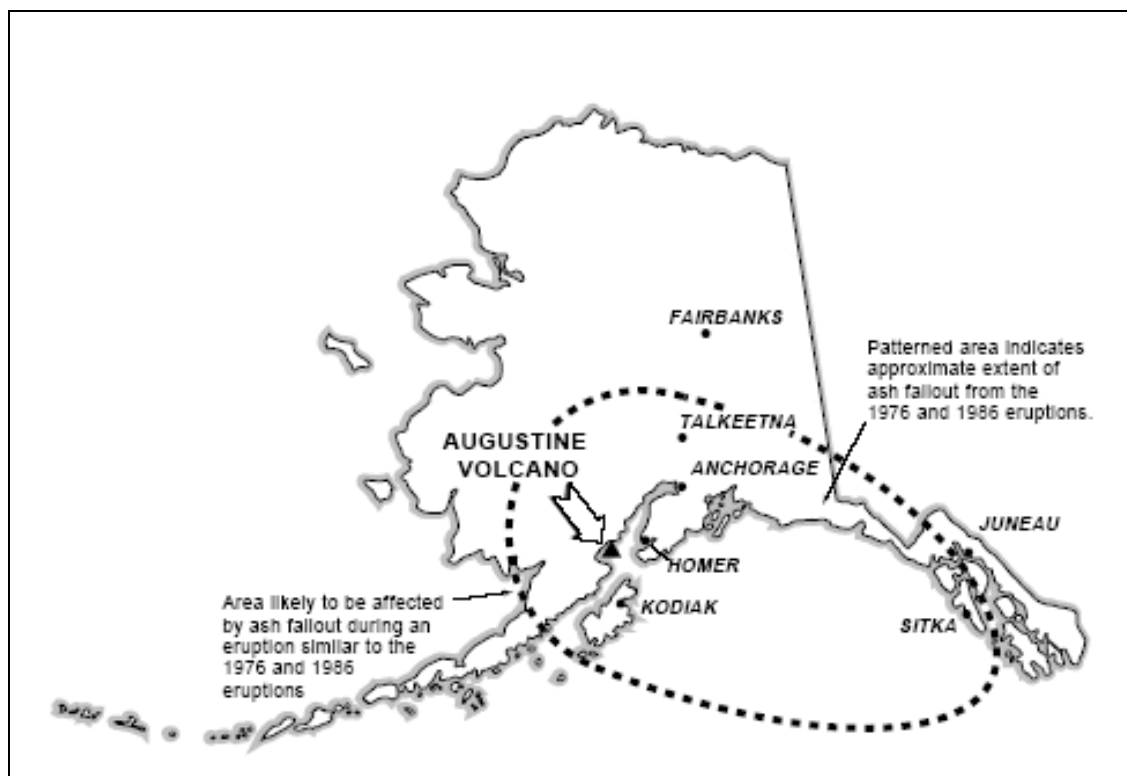 FAIRBANKS
Patterned area indicates
approximate extent of
ash fallout from the
1976 and 1986 eruptions.
TALKEETNA
AUGUSTINE
VOLCANO
ANCHORAGE
JUNEAU
HOMER
KODIAK
SITKA
Area likely to be affected
by ash fallout during an
eruption similar to the
1976 and 1986
eruptions